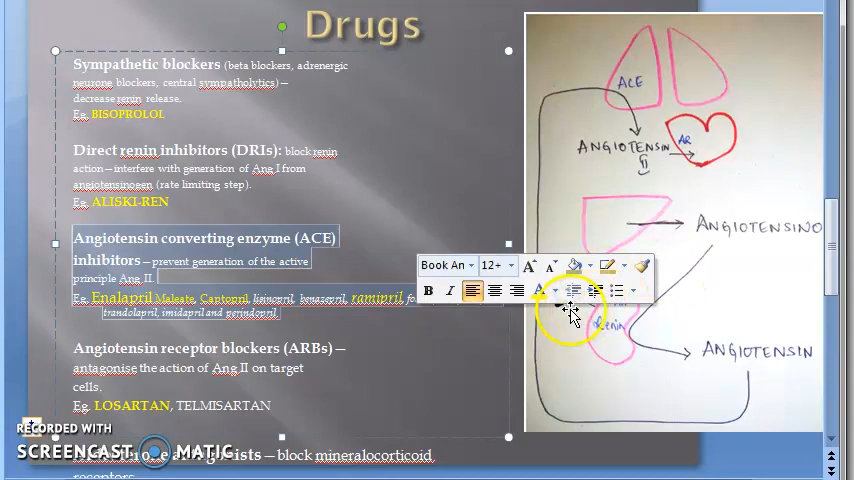 Drugs
Sympathetic blockers (beta blockers, adrenergic
neurone blockers, central sympatholytics)—
decrease renin release.
Eg. BISOPROLOL
Direct renin inhibitors (DRIs): block renin
action—interfere with generation of Ang I from
angiotensinogen (rate limiting step).
Eg. ALISKI-REN
Angiotensin converting enzyme (ACE)
inhibitors—prevent generation of the active
principle Ang II.
Eg. Enalapril Maleate, Captopril, lisinopril, benazepril, ramipril, fo
trandolapril, imidapril and perindopril.
Angiotensin receptor blockers (ARBs)—
antagonise the action of Ang II on target
cells.
Eg. LOSARTAN, TELMISARTAN
antagonists—block mineralocorticoid
receptors
ACE
ANGIOTENSIN
II
AR
ANGIOTENSINO
Renin
ANGIOTENSIN
Book An
12+
A
A
B
I
A
RECORDED WITH
SCREENCAST MATIC